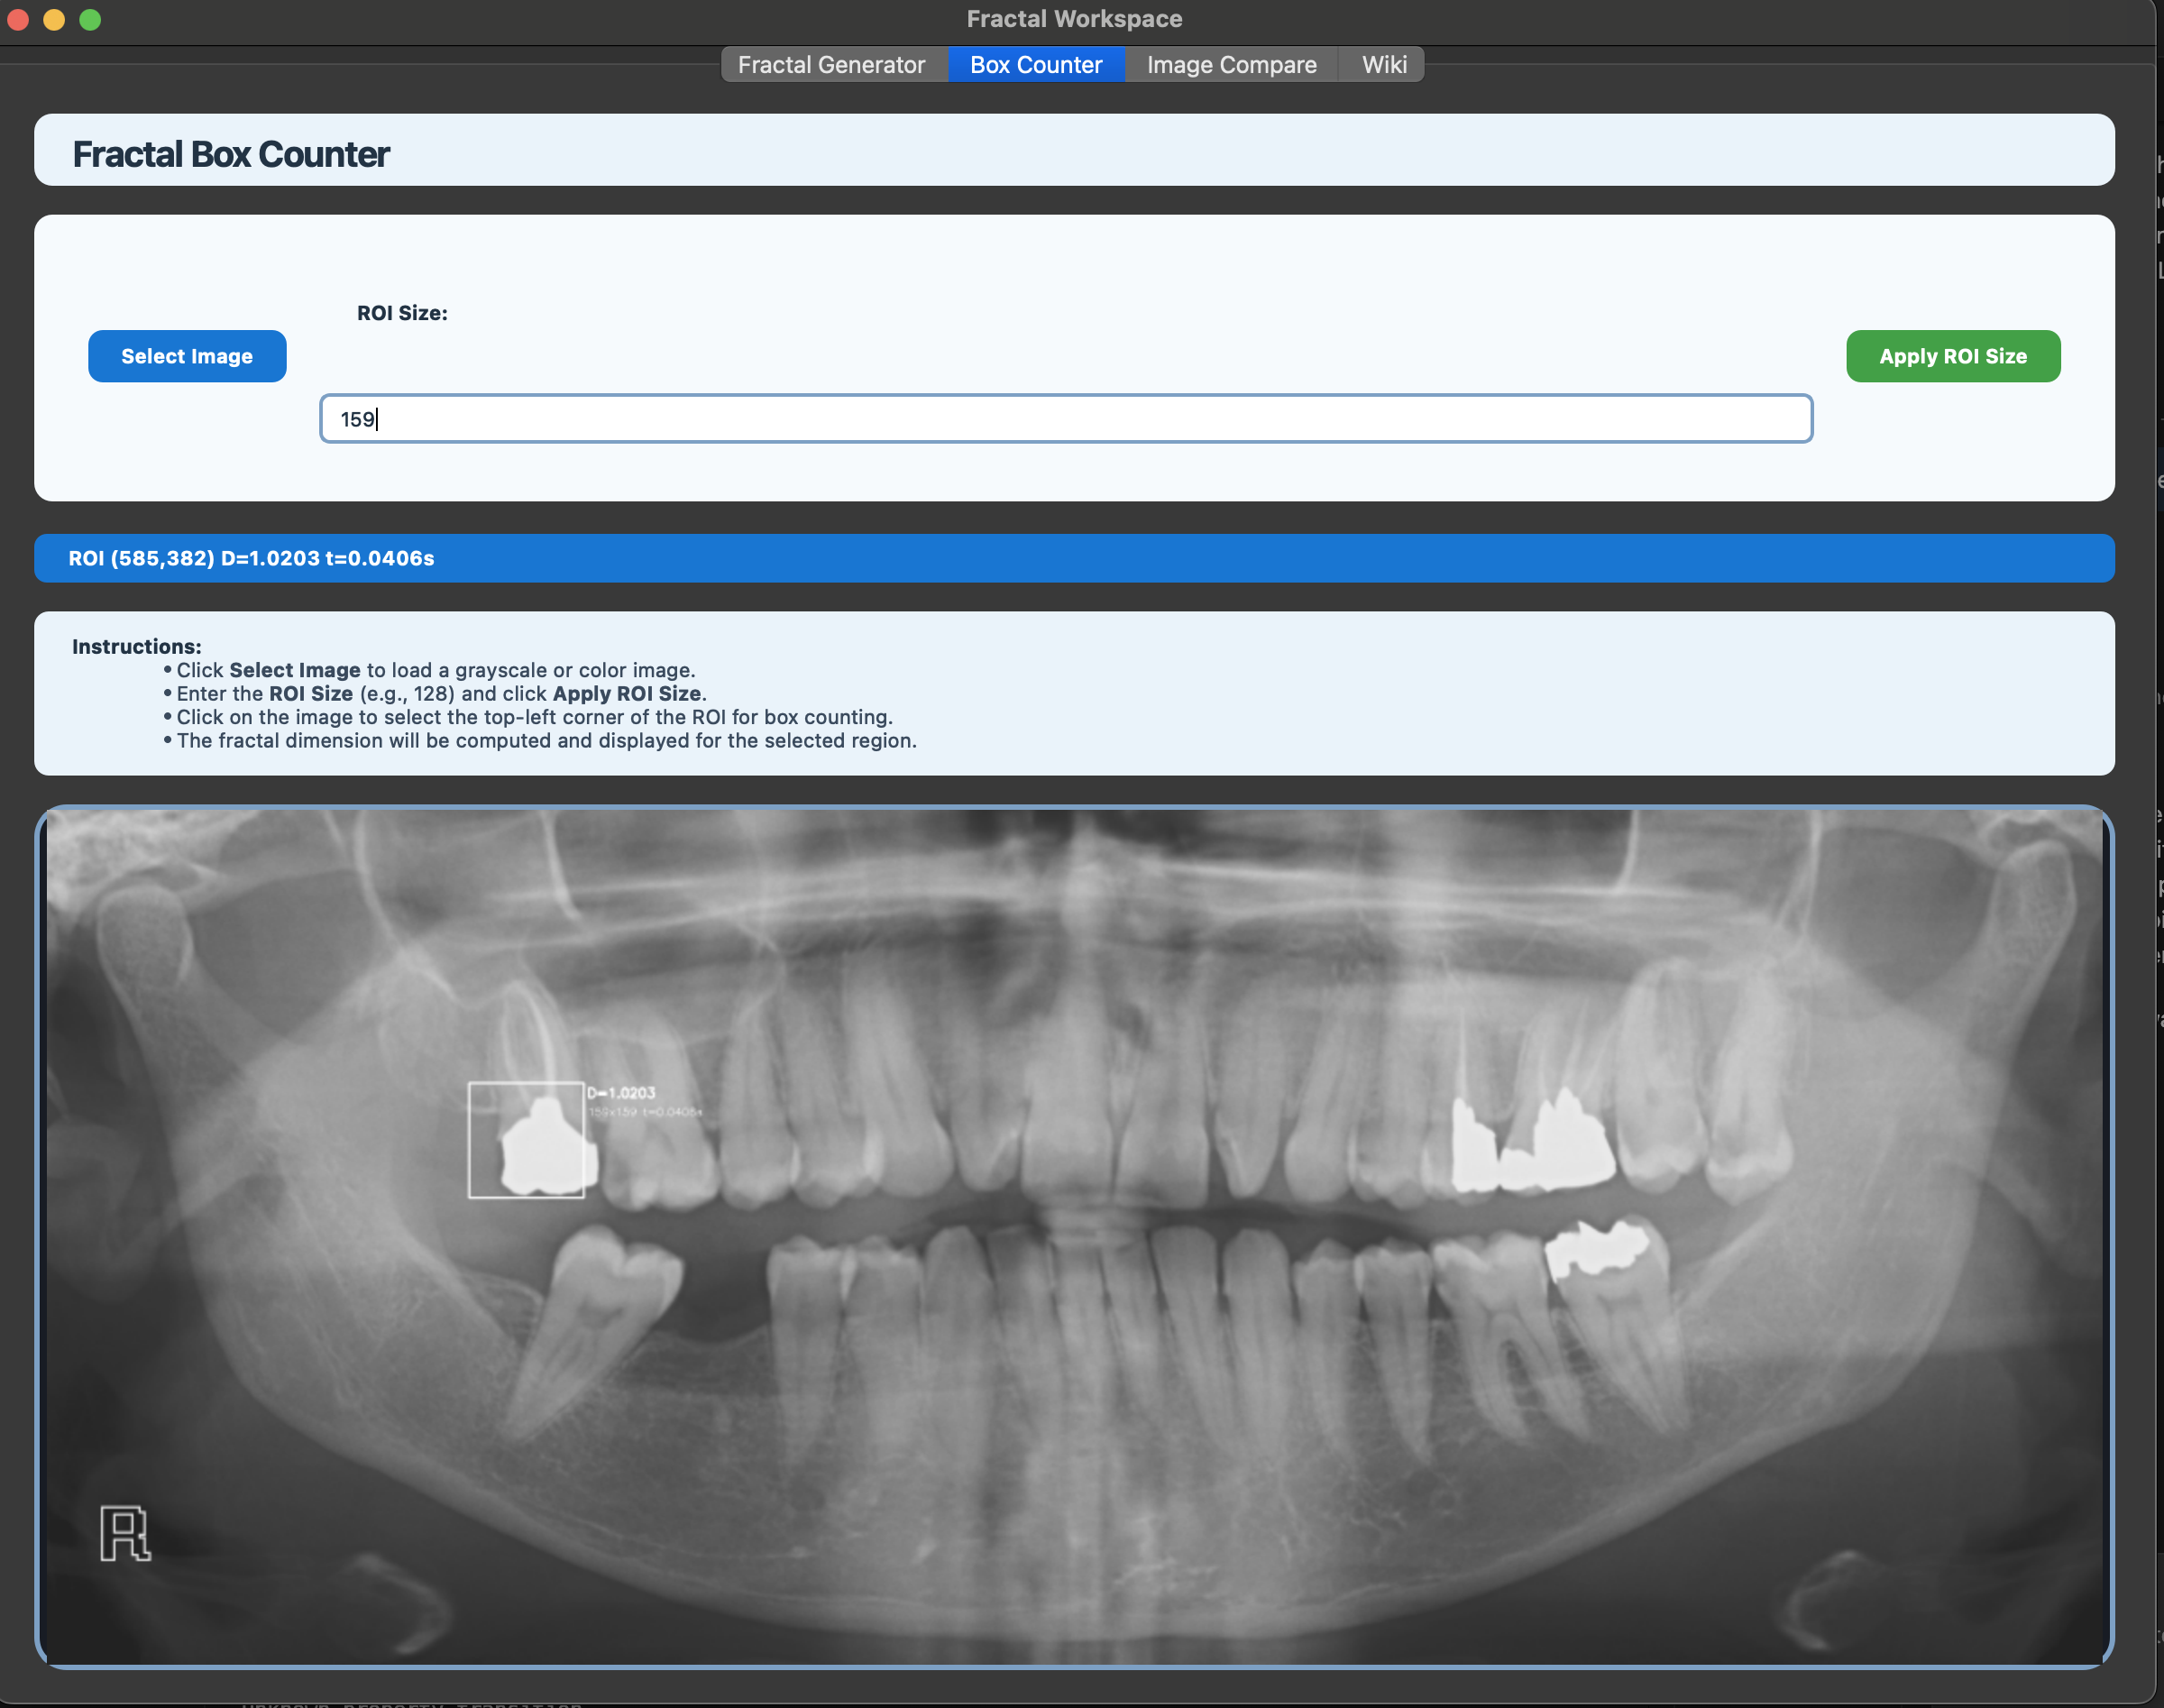 Fractal Workspace
Fractal Generator Box Counter Image Compare Wiki
Fractal Box Counter
ROI Size:
Select Image
Apply ROI Size
159
ROI (585,382) D=1.0203 t=0.0406s
Instructions:
• Click Select Image to load a grayscale or color image.
• Enter the ROI Size (e.g., 128) and click Apply ROI Size.
• Click on the image to select the top-left corner of the ROI for box counting.
• The fractal dimension will be computed and displayed for the selected region.
D=1.0203
159x159 t=0.0406s
R
unknown property transition